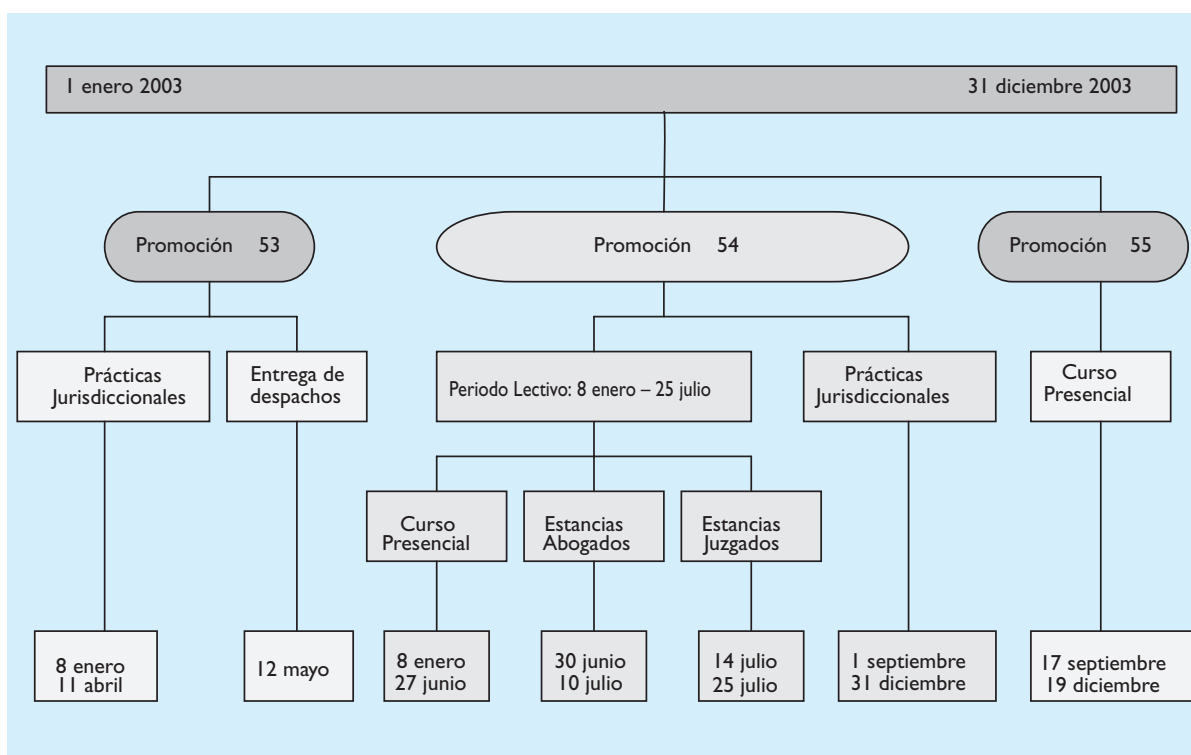 1 enero 2003
31 diciembre 2003
Promoción 53
Promoción 54
Promoción 55
Prácticas
Jurisdiccionales
Entrega de
despachos
Periodo Lectivo: 8 enero – 25 julio
Prácticas
Jurisdiccionales
Curso
Presencial
Curso
Presencial
Estancias
Abogados
Estancias
Juzgados
8 enero
11 abril
12 mayo
8 enero
27 junio
30 junio
10 julio
14 julio
25 julio
1 septiembre
31 diciembre
17 septiembre
19 diciembre